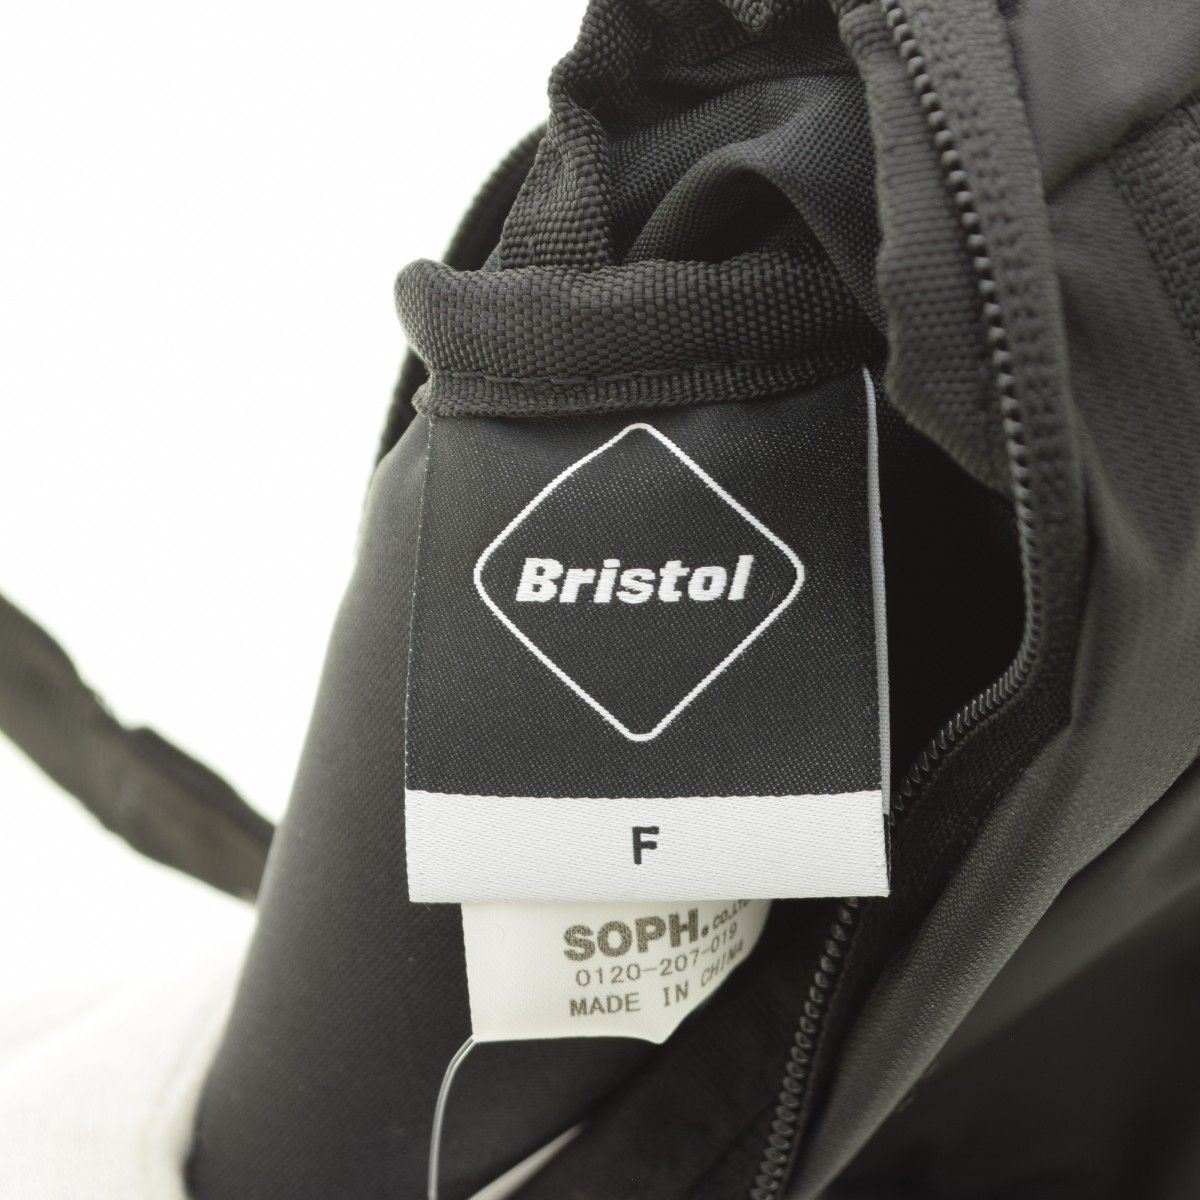 Bristol
F
SOPH.CO.,LTD
0120-207-019
MADE IN CHINA